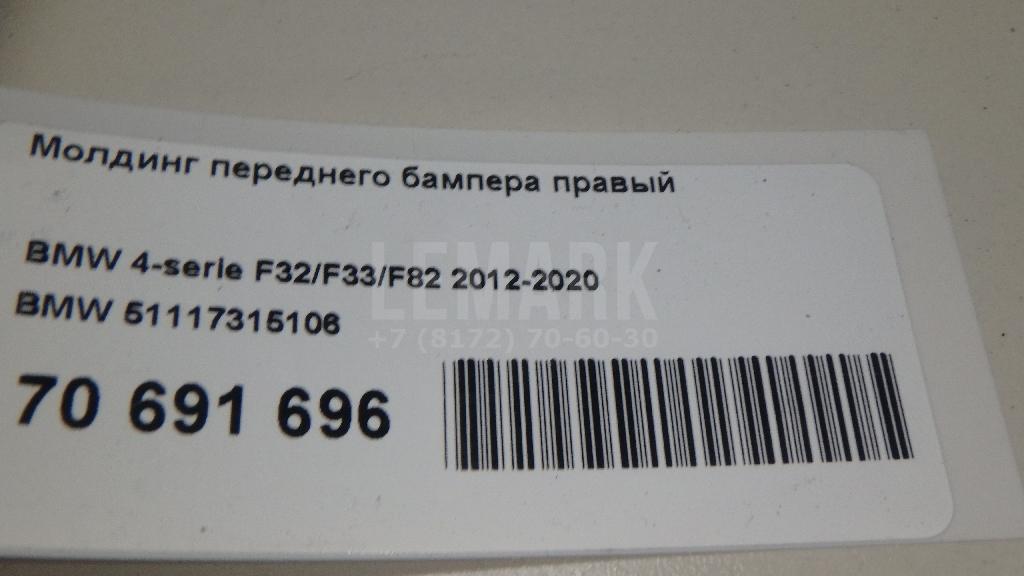 Молдинг переднего бампера правый
BMW 4-serie F32/F33/F82 2012-2020
BMW 51117315106
70 691 696
LEMARK
+7 (8172) 70-60-30